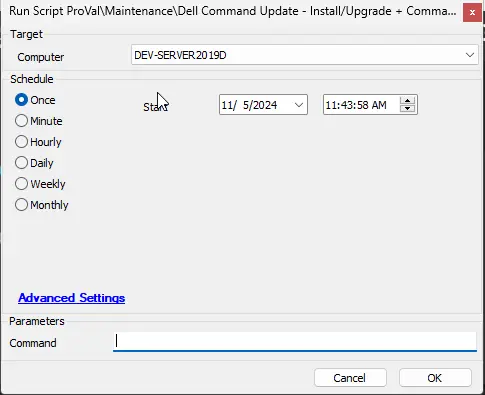 Run Script ProVal\Maintenance\Dell Command Update - Install/Upgrade + Comma... x
Target
Computer DEV-SERVER2019D
Schedule
Once Start 11/ 5/2024 11:43:58 AM
Minute
Hourly
Daily
Weekly
Monthly
Advanced Settings
Parameters
Command
Cancel OK